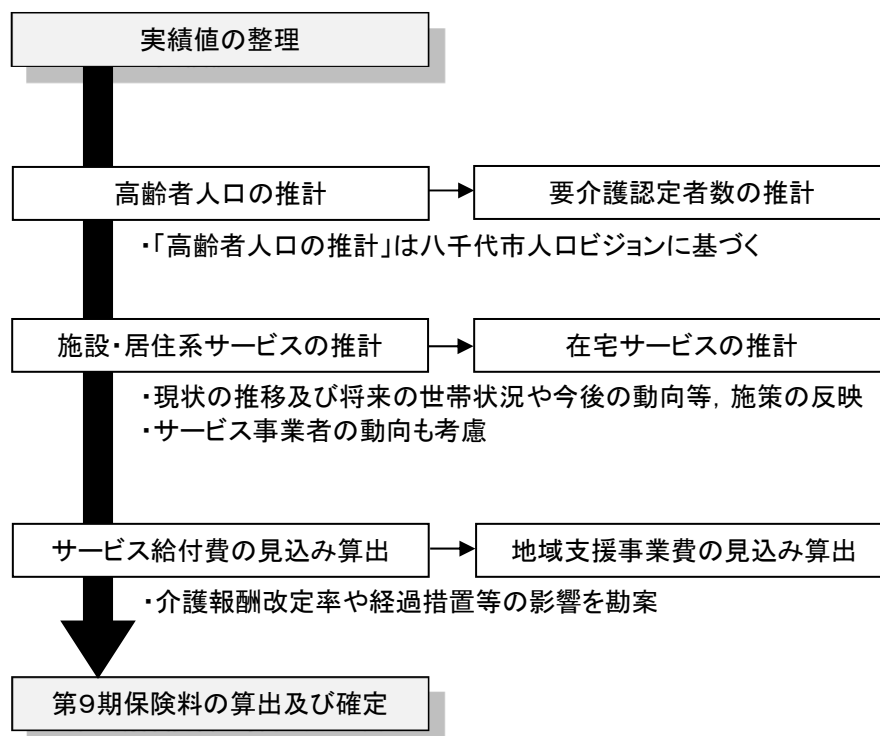 実績値の整理
高齢者人口の推計
要介護認定者数の推計
・「高齢者人口の推計」は八千代市人口ビジョンに基づく
施設・居住系サービスの推計
在宅サービスの推計
・現状の推移及び将来の世帯状況や今後の動向等，施策の反映
・サービス事業者の動向も考慮
サービス給付費の見込み算出
地域支援事業費の見込み算出
・介護報酬改定率や経過措置等の影響を勘案
第９期保険料の算出及び確定